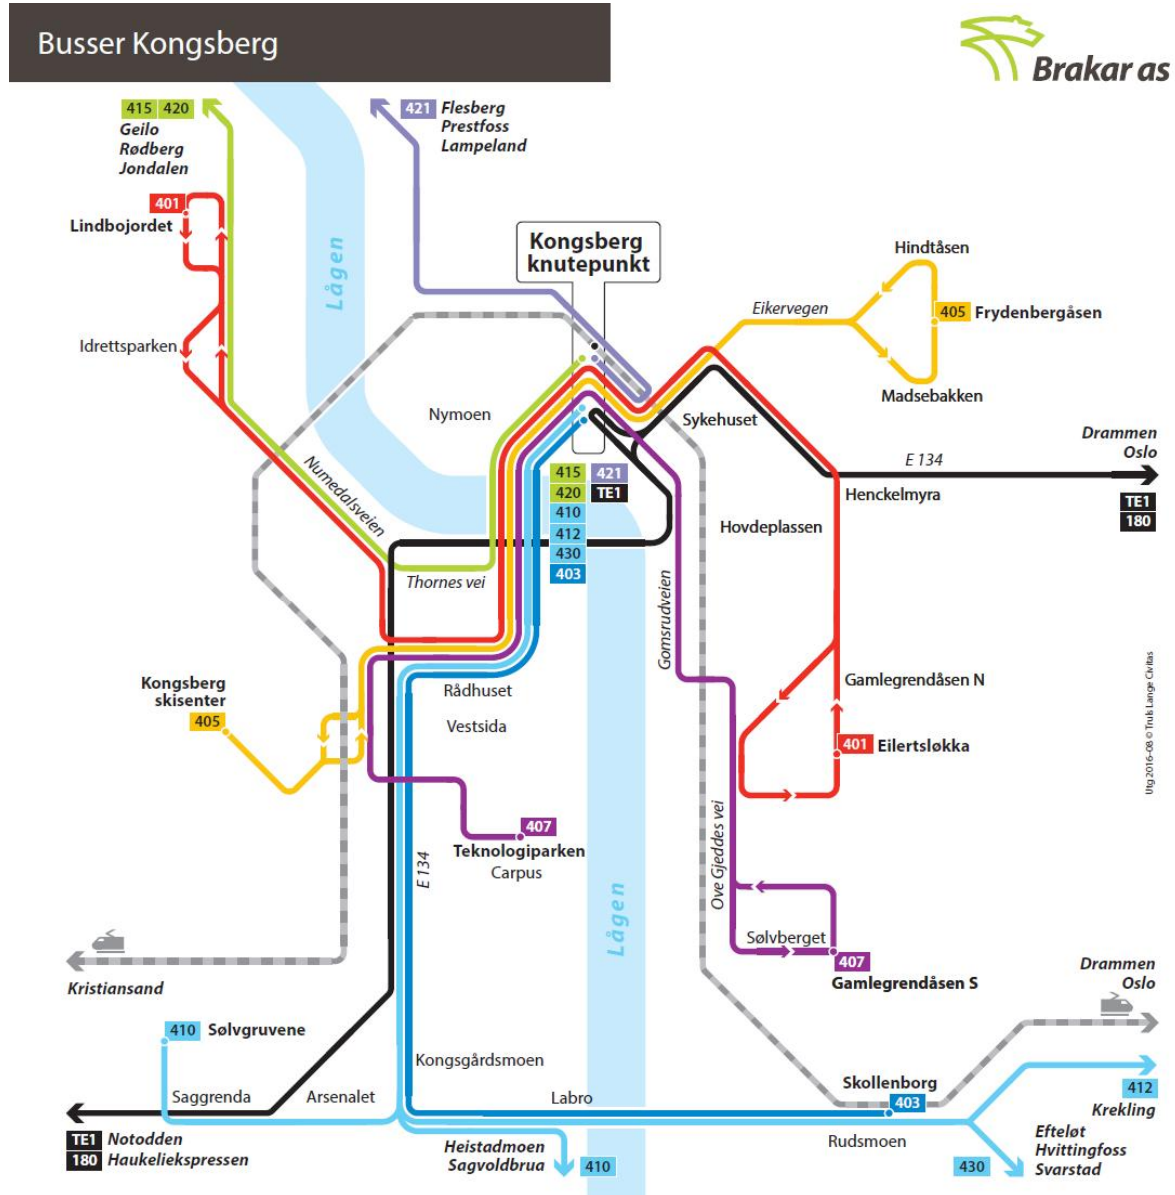 Busser Kongsberg
Brakar as
415 420
Geilo
Rødberg
Jondalen
421 Flesberg
Prestfoss
Lampeland
401
Lindbojordet
Lågen
Kongsberg
knutepunkt
Hindtåsen
Eikervegen
405 Frydenbergåsen
Madsebakken
Idrettsparken
Nymoen
Sykehuset
Drammen
Oslo
E 134
TE1
180
Henckelmyra
Numedalsveien
415 421
420 TE1
410
412
430
403
Hovdeplassen
Thornes vei
Gomsrudveien
Kongsberg
skisenter
405
Rådhuset
Vestsida
Gamlegrendåsen N
401 Eilertsløkka
Utg 2016-08 © Truls Lange Civitas
407
Teknologiparken
Carpus
E 134
Ove Gjeddes vei
Lågen
Sølvberget
407
Gamlegrendåsen S
Kristiansand
Drammen
Oslo
410 Sølvgruvene
Kongsgårdsmoen
Saggrenda
Arsenalet
Labro
Skollenborg
403
412
Krekling
TE1 Notodden
180 Haukeliekspressen
Heistadmoen
Sagvoldbrua
410
Rudsmoen
430
Efteløt
Hvittingfoss
Svarstad